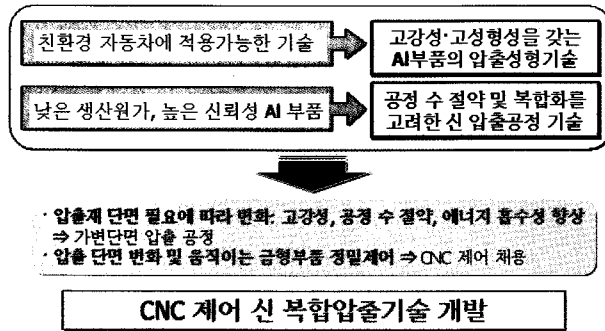 친환경 자동차에 적용가능한 기술
고강성·고성형성을 갖는
Al부품의 압출성형기술
낮은 생산원가, 높은 신뢰성 Al 부품
공정 수 절약 및 복합화를
고려한 신 압출공정 기술
· 압출재 단면 필요에 따라 변화: 고강성, 공정 수 절약, 에너지 흡수성 향상
⇒ 가변단면 압출 공정
· 압출 단면 변화 및 움직이는 금형부품 정밀제어 ⇒ CNC 제어 채용
CNC 제어 신 복합압출기술 개발